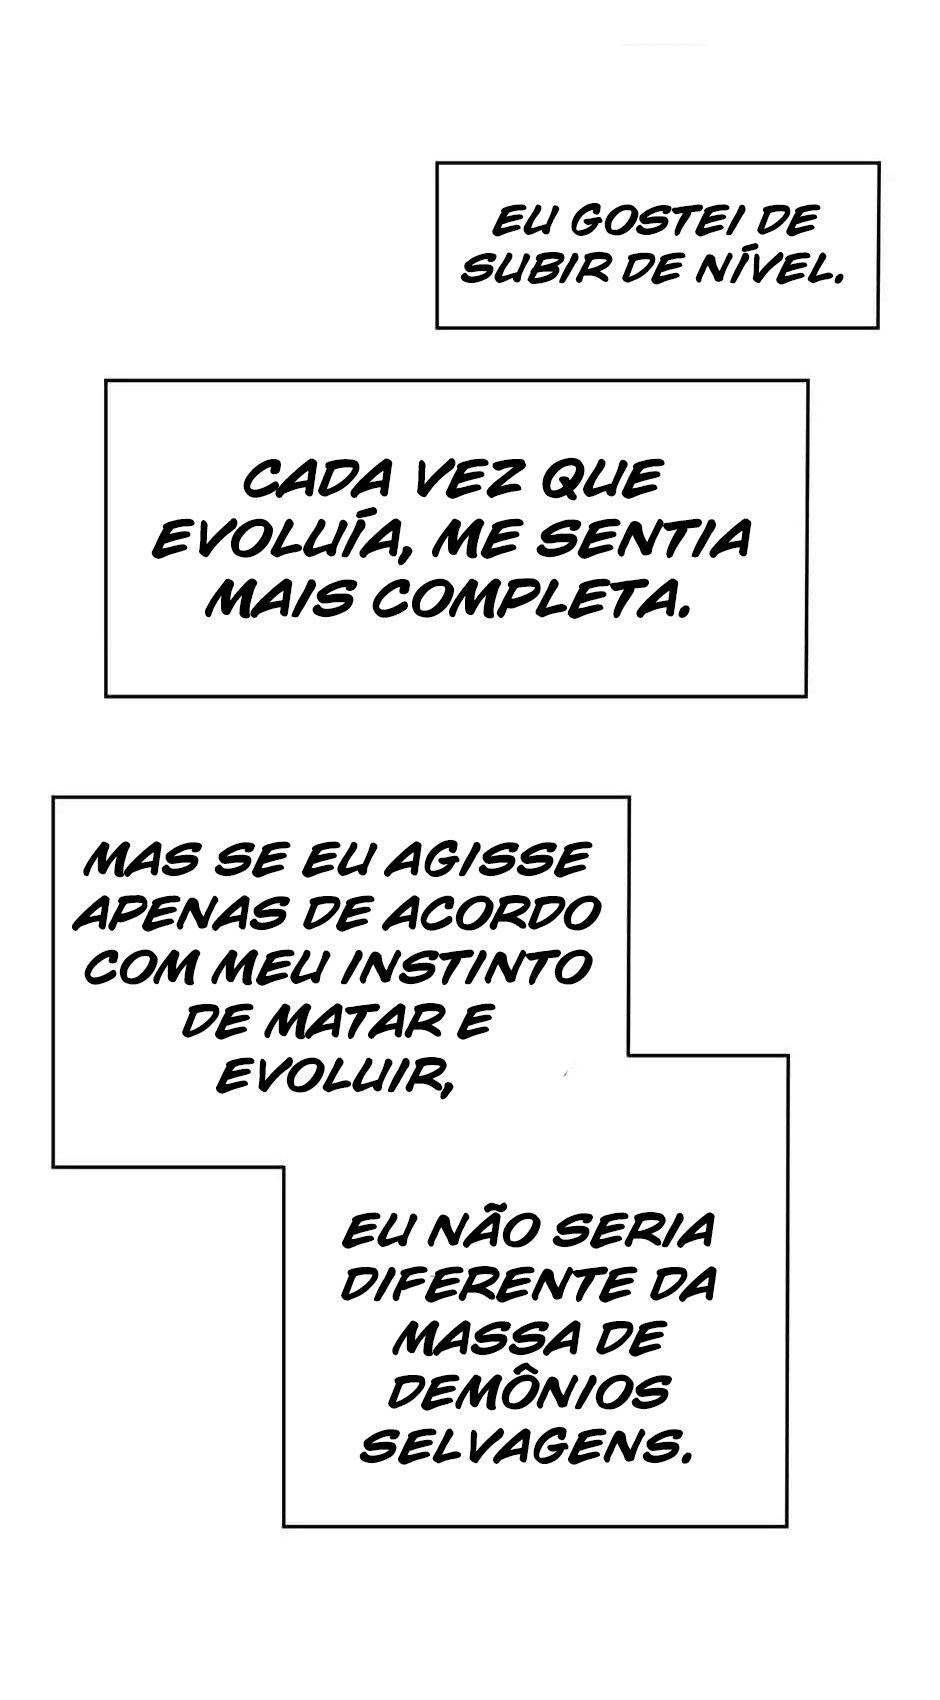 EU GOSTEI DE
SUBIR DE NÍVEL.
CADA VEZ QUE
EVOLUÍA, ME SENTIA
MAIS COMPLETA.
MAS SE EU AGISSE
APENAS DE ACORDO
COM MEU INSTINTO
DE MATAR E
EVOLUIR,
EU NÃO SERIA
DIFERENTE DA
MASSA DE
DEMÔNIOS
SELVAGENS.